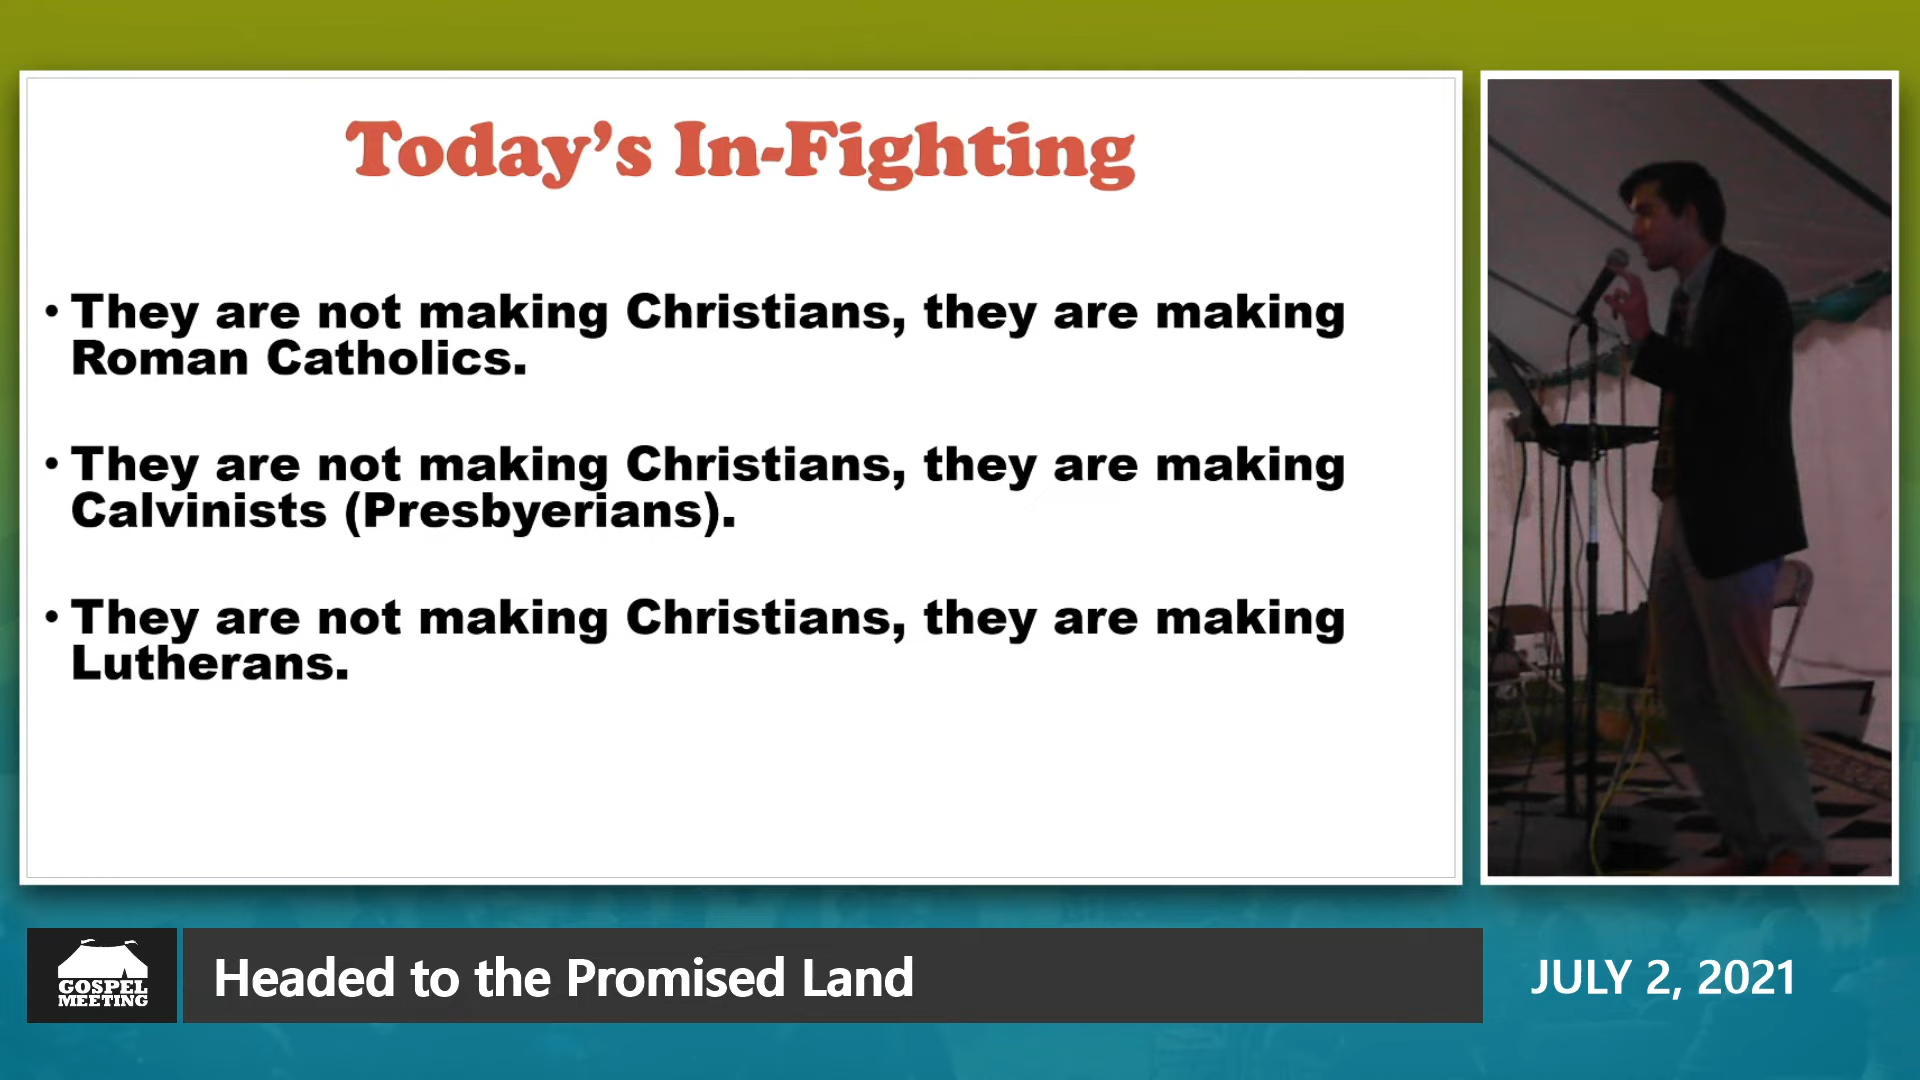 Today’s In-Fighting
• They are not making Christians, they are making
Roman Catholics.
• They are not making Christians, they are making
Calvinists (Presbyerians).
• They are not making Christians, they are making
Lutherans.
GOSPEL
MEETING
Headed to the Promised Land
JULY 2, 2021